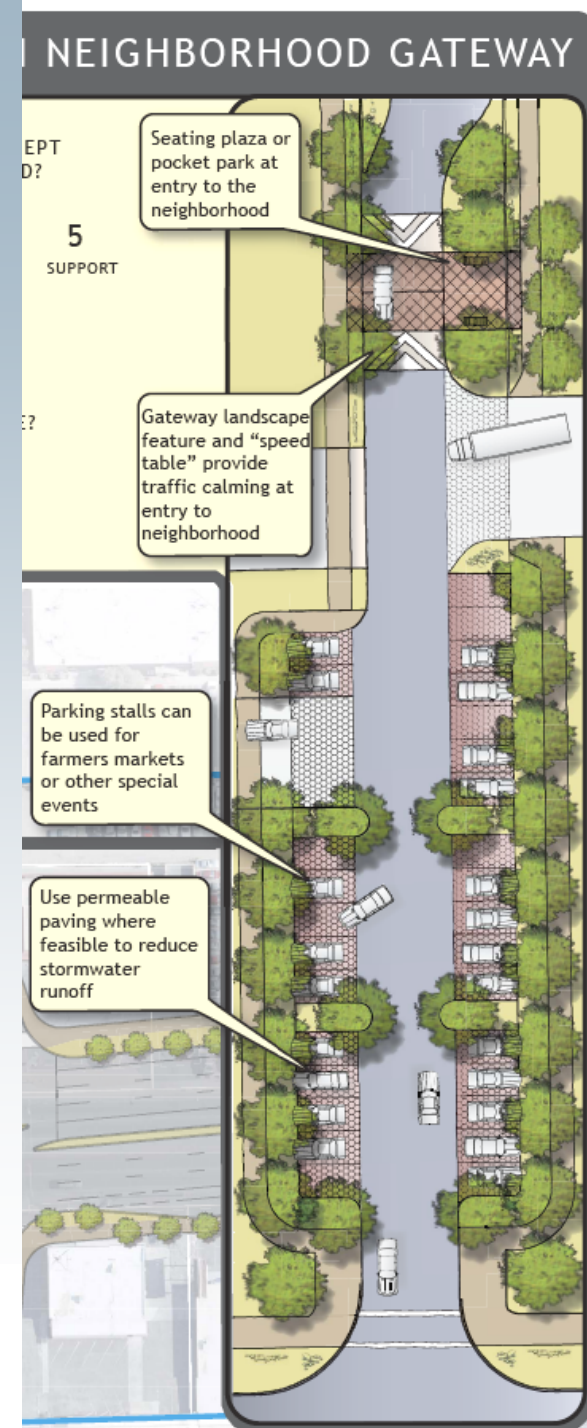 NEIGHBORHOOD GATEWAY
EPT
D?
5
SUPPORT
E?
Seating plaza or
pocket park at
entry to the
neighborhood
Gateway landscape
feature and “speed
table” provide
traffic calming at
entry to
neighborhood
Parking stalls can
be used for
farmers markets
or other special
events
Use permeable
paving where
feasible to reduce
stormwater
runoff